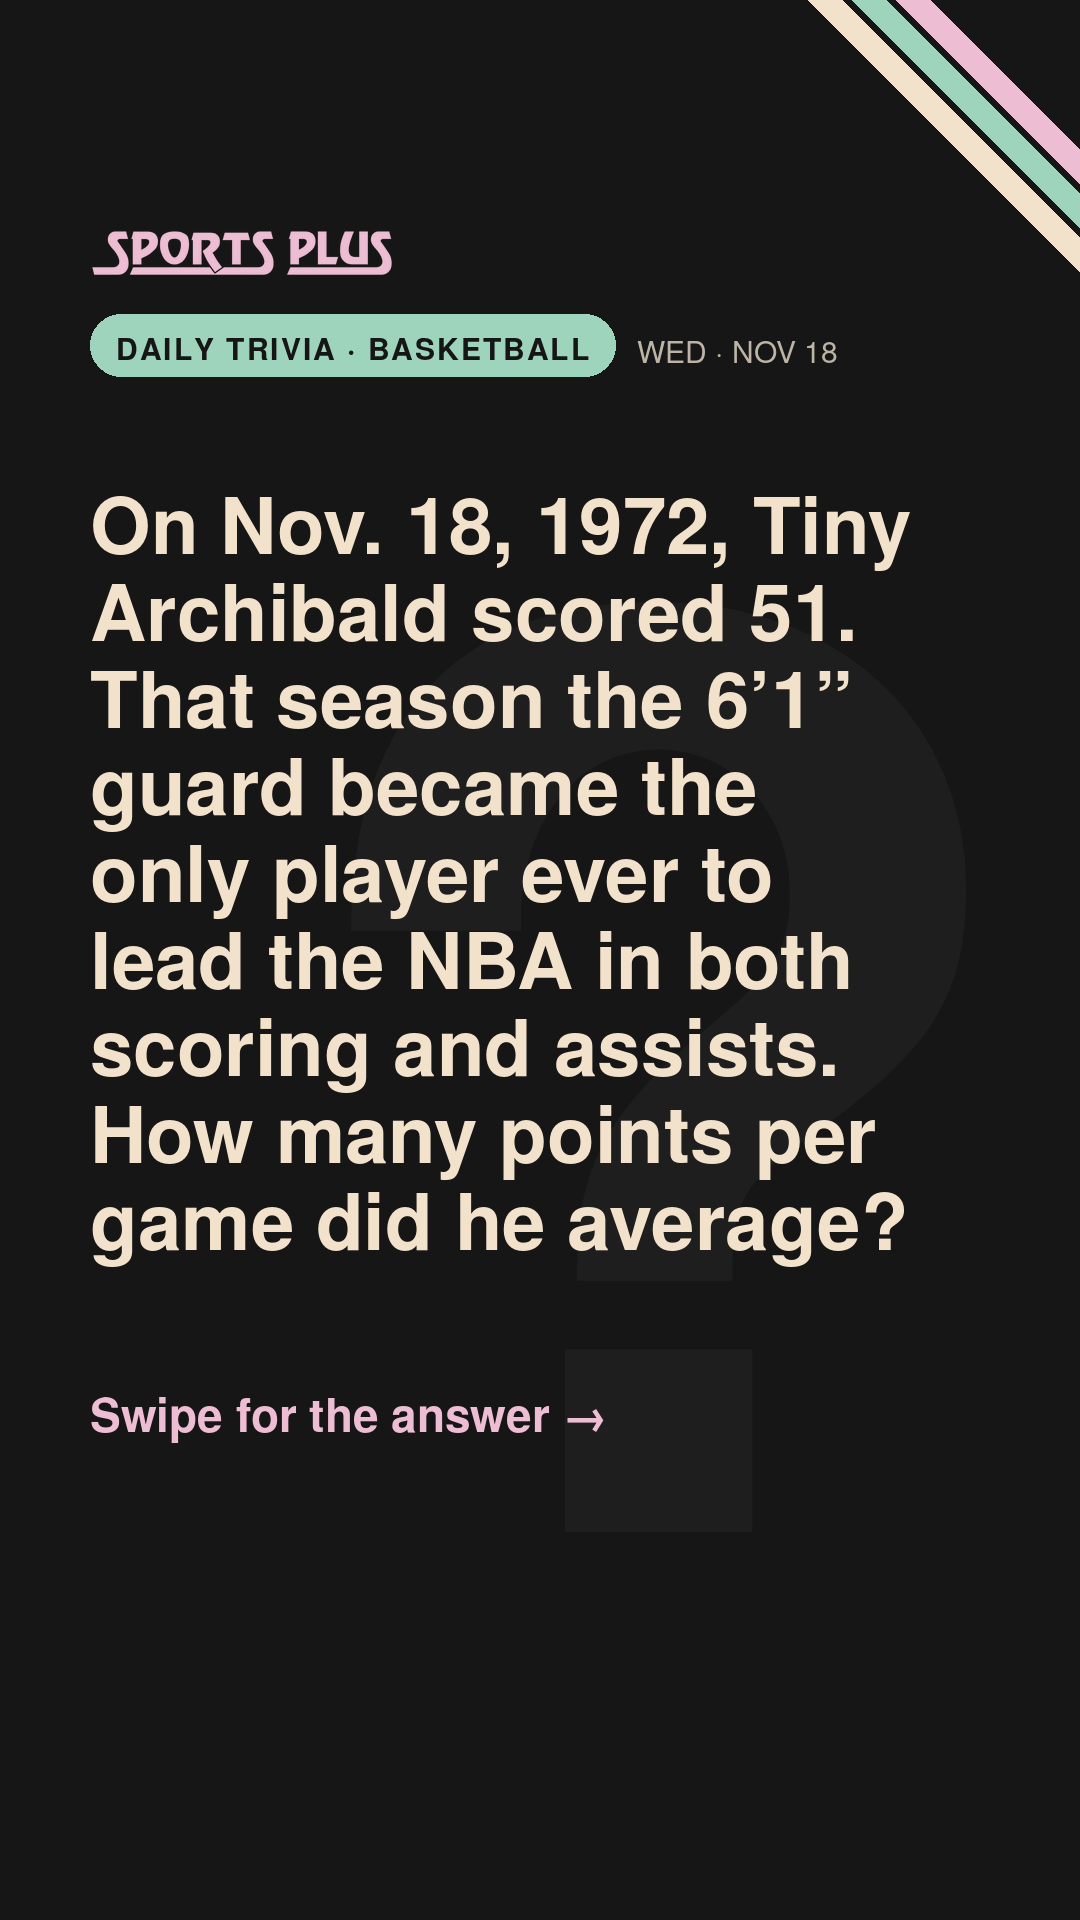 SPORTS PLUS
DAILY TRIVIA · BASKETBALL
WED · NOV 18
On Nov. 18, 1972, Tiny
Archibald scored 51.
That season the 6’1”
guard became the
only player ever to
lead the NBA in both
scoring and assists.
How many points per
game did he average?
Swipe for the answer →
?